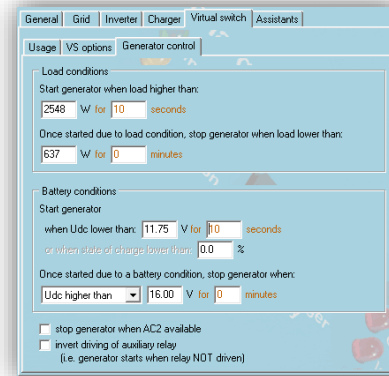 General Grid Inverter Charger Virtual switch Assistants
Usage VS options Generator control
Load conditions
Start generator when load higher than:
2548 W for 10 seconds
Once started due to load condition, stop generator when load lower than:
637 W for 0 minutes
Battery conditions
Start generator
when Udc lower than: 11.75 V for 10 seconds
or when state of charge lower than: 0.0 %
Once started due to a battery condition, stop generator when:
Udc higher than 16.00 V for 0 minutes
stop generator when AC2 available
invert driving of auxiliary relay
(i.e. generator starts when relay NOT driven)